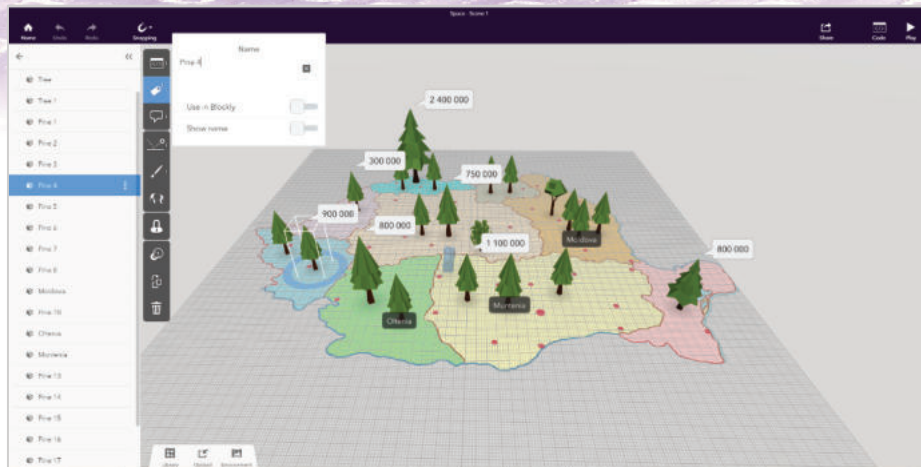 Space - Scene 1
Home
Undo
Redo
Snapping
Share
Code
Play
Name
Pine 4
Use in Blockly
Show name
Tree
Tree 1
Pine 1
Pine 2
Pine 3
Pine 4
Pine 5
Pine 6
Pine 7
Pine 8
Moldova
Pine 10
Oltenia
Muntenia
Pine 13
Pine 14
Pine 15
Pine 16
Pine 17
2 400 000
300 000
750 000
900 000
800 000
1 100 000
Moldova
800 000
Oltenia
Muntenia
Library
Upload
Environment